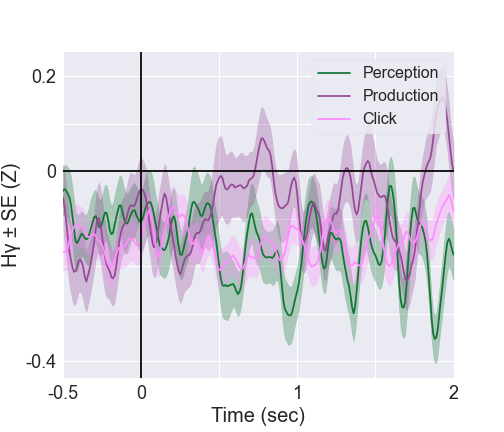 Perception
Production
Click
0.2
0
-0.4
Hγ ± SE (Z)
-0.5
0
1
2
Time (sec)